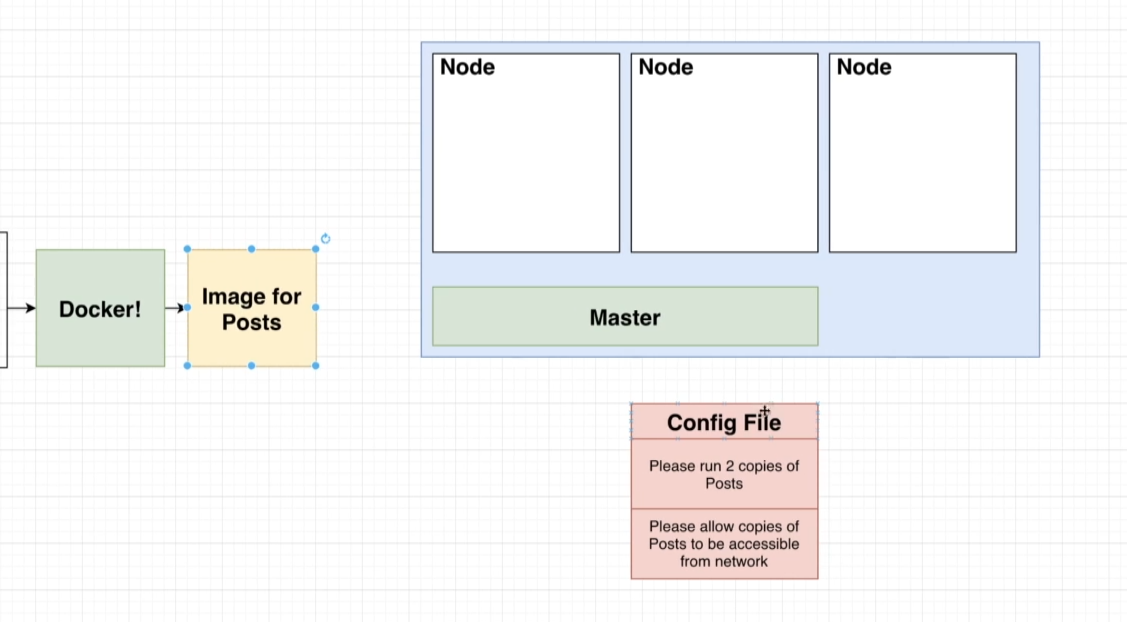 Node
Node
Node
Docker!
Image for
Posts
Master
Config File
Please run 2 copies of
Posts
Please allow copies of
Posts to be accessible
from network